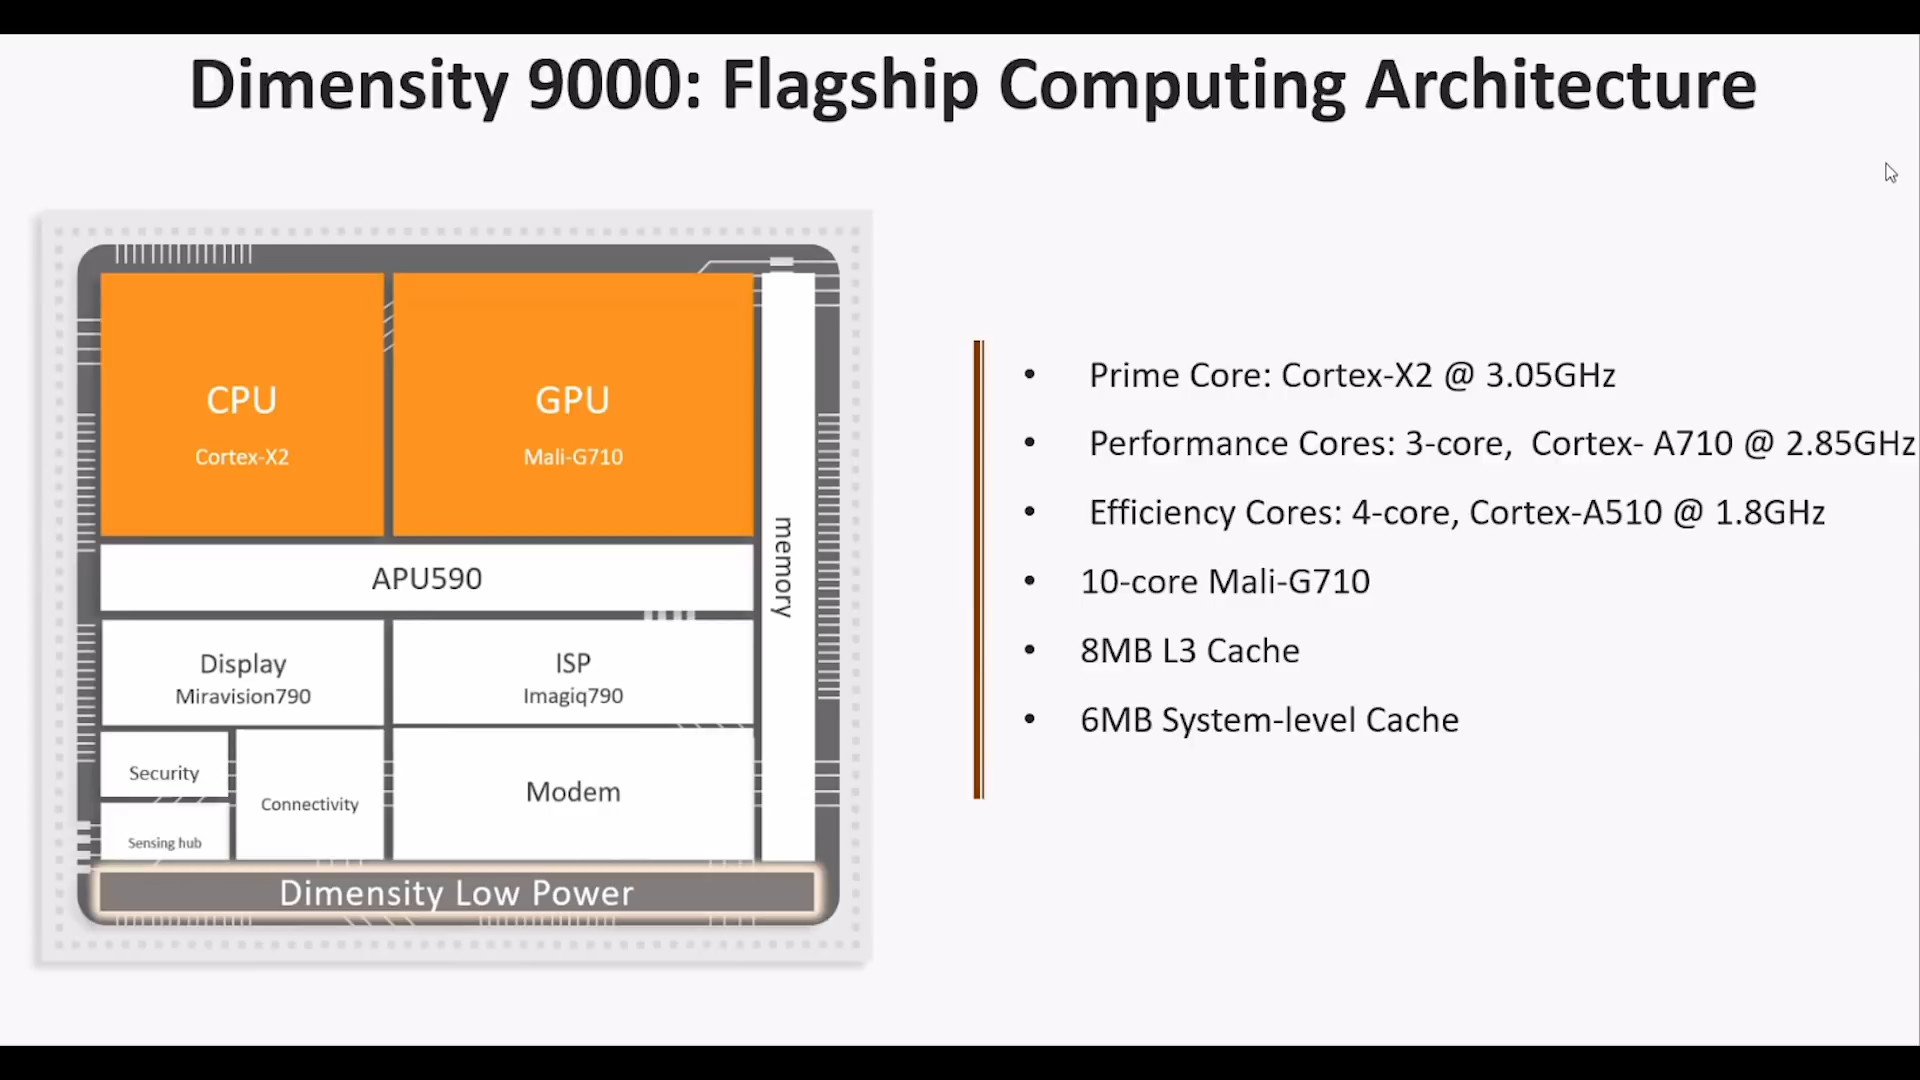 Dimensity 9000: Flagship Computing Architecture
CPU
Cortex-X2
GPU
Mali-G710
memory
APU590
Display
Miravision790
ISP
Imagiq790
Security
Sensing hub
Connectivity
Modem
Dimensity Low Power
• Prime Core: Cortex-X2 @ 3.05GHz
• Performance Cores: 3-core, Cortex- A710 @ 2.85GHz
• Efficiency Cores: 4-core, Cortex-A510 @ 1.8GHz
• 10-core Mali-G710
• 8MB L3 Cache
• 6MB System-level Cache